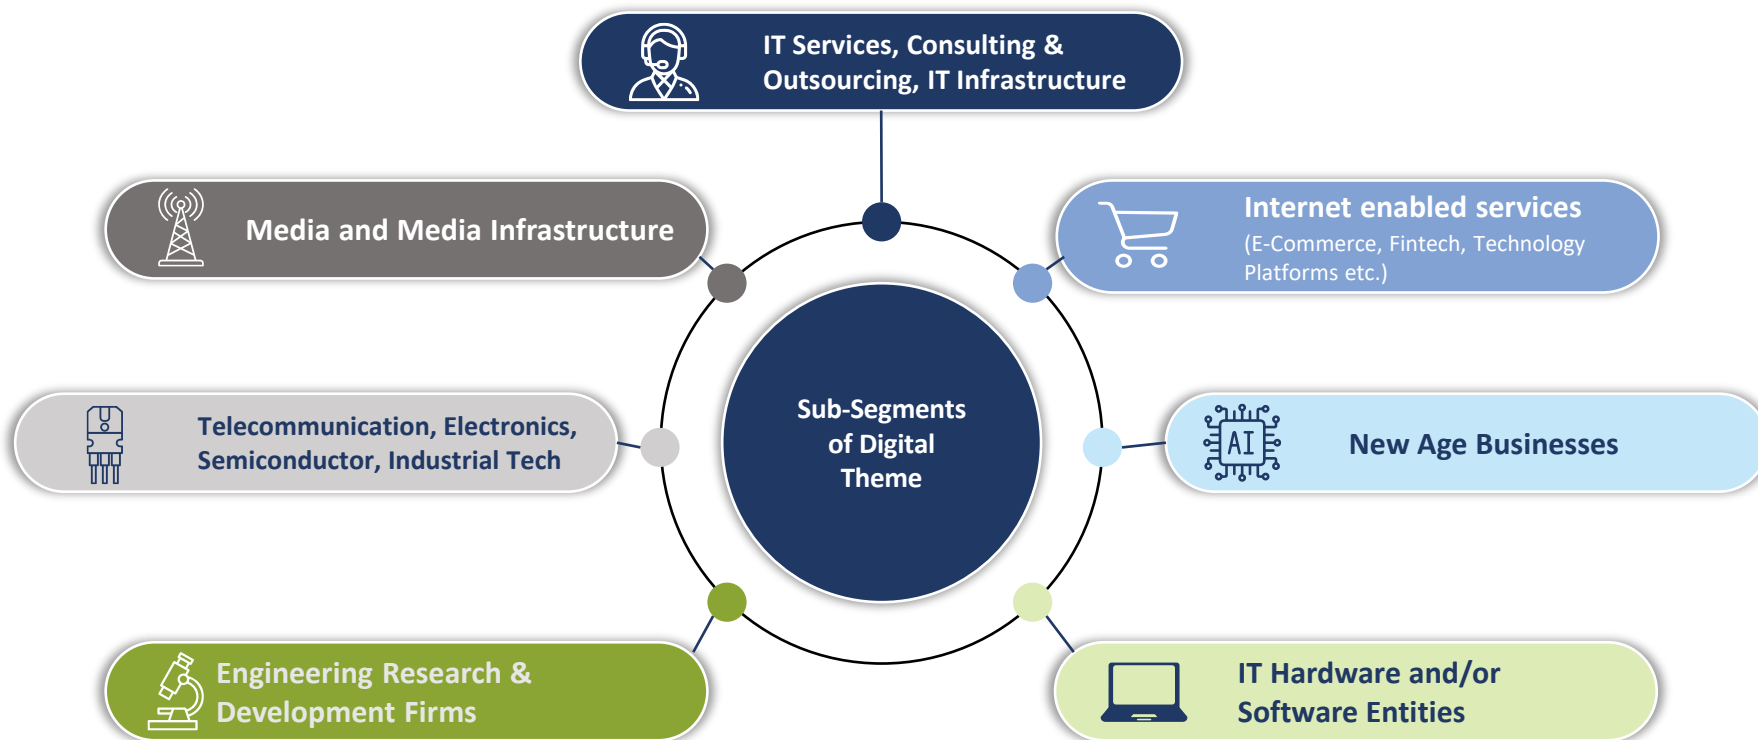 IT Services, Consulting &
Outsourcing, IT Infrastructure
Media and Media Infrastructure
Internet enabled services
(E-Commerce, Fintech, Technology
Platforms etc.)
Sub-Segments
of Digital
Theme
Telecommunication, Electronics,
Semiconductor, Industrial Tech
AI
New Age Businesses
Engineering Research &
Development Firms
IT Hardware and/or
Software Entities